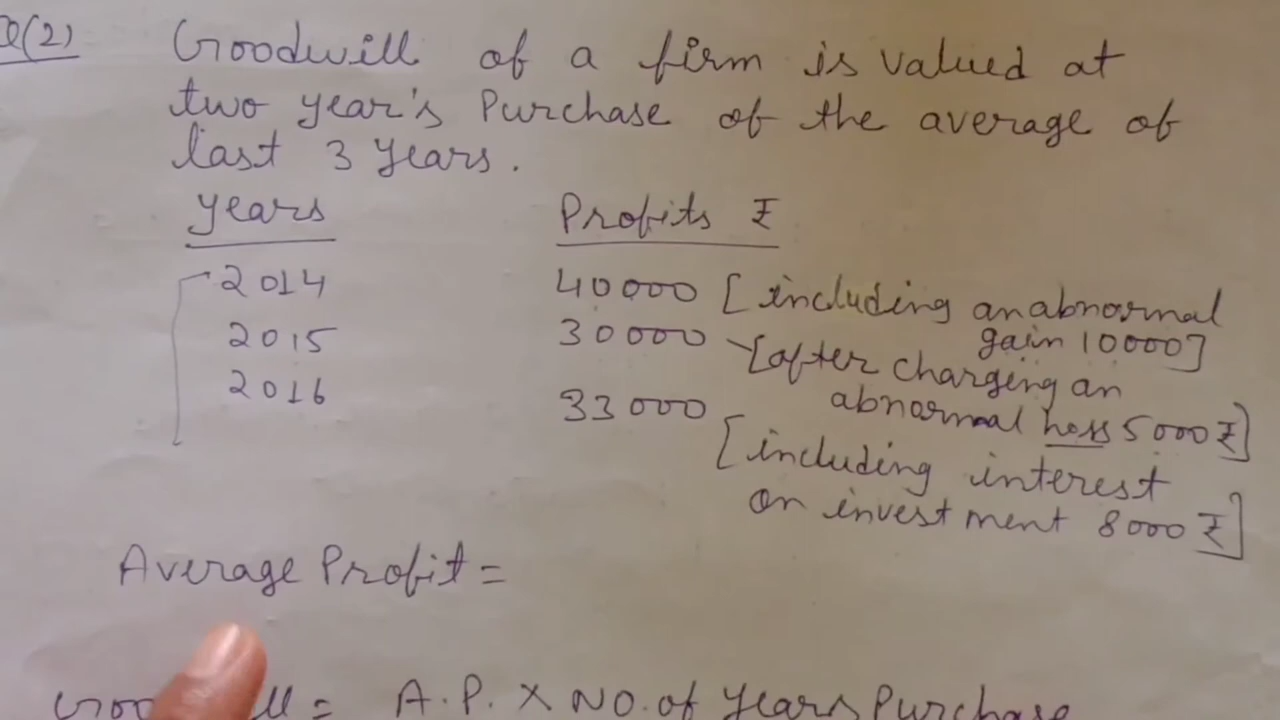 Q(2) Goodwill of a firm is valued at
two year's Purchase of the average of
last 3 years.
years Profits ₹
2014 40000 [including an abnormal
gain 10000]
2015 30000 [after charging an
abnormal loss 5000 ₹]
2016 33000 [including interest
on investment 8000 ₹]
Average Profit =
= A.P. × NO. of years Purchase